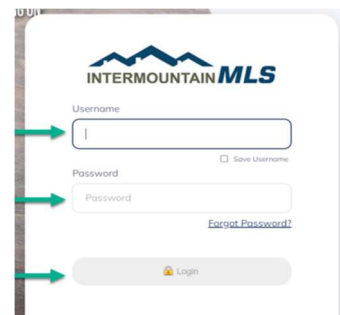 INTERMOUNTAIN MLS
Username
Save Username
Password
Password
Forgot Password?
Login